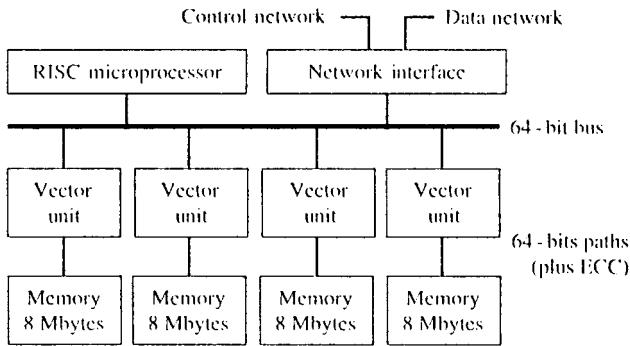 Control network
Data network
RISC microprocessor
Network interface
64-bit bus
Vector unit
Vector unit
Vector unit
Vector unit
64-bits paths
(plus ECC)
Memory 8 Mbytes
Memory 8 Mbytes
Memory 8 Mbytes
Memory 8 Mbytes